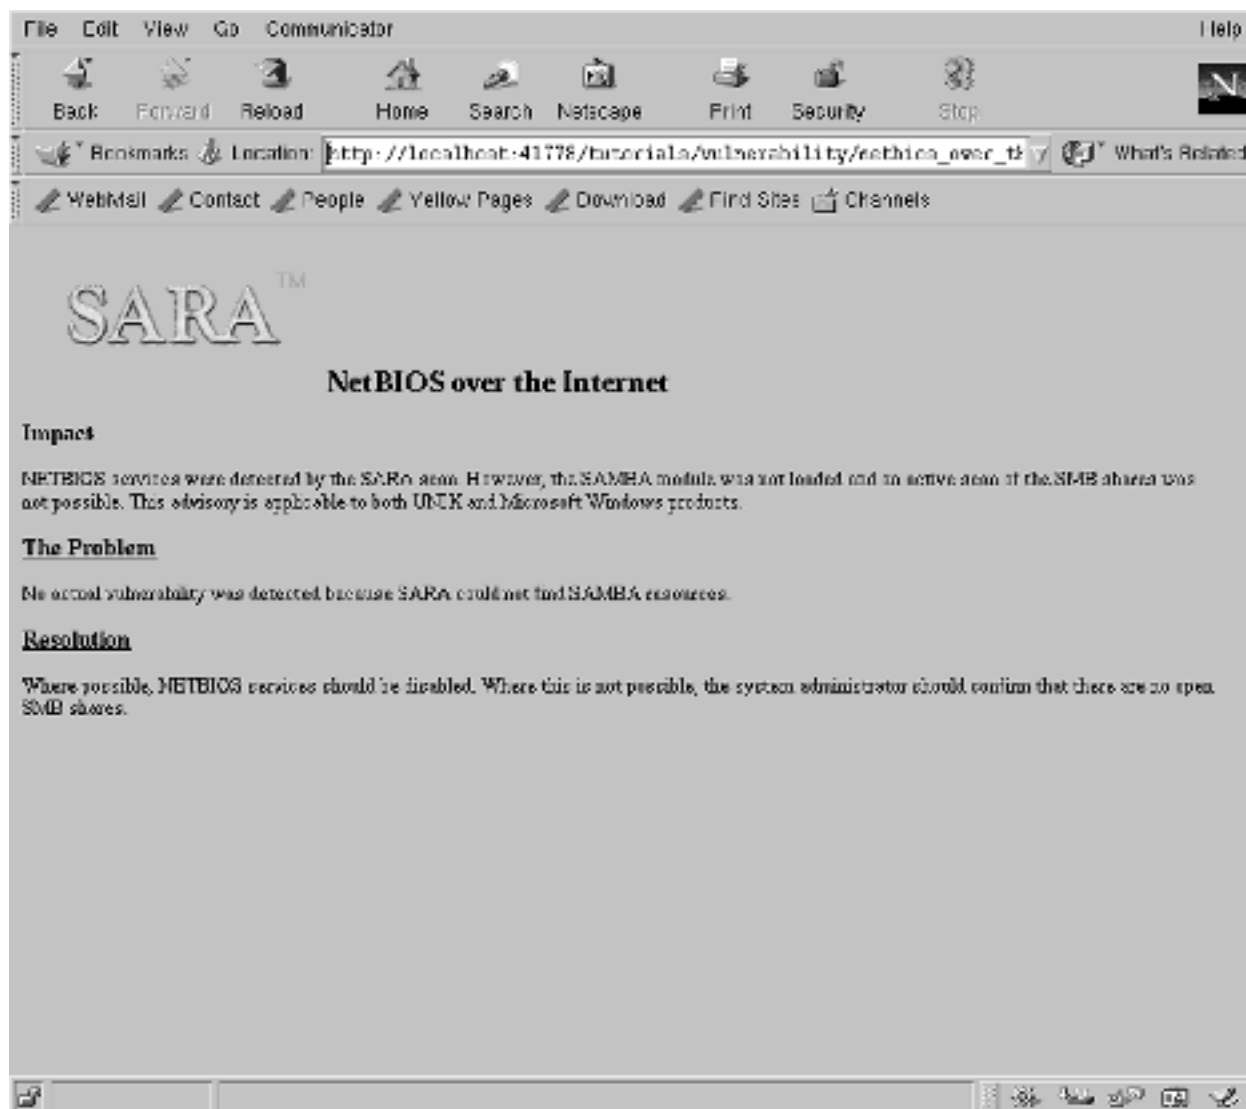 File Edit View Go Communicator Help
Back Forward Reload Home Search Netscape Print Security Stop
N
Bookmarks Location: http://localhost:41778/tutorials/vulnerability/netbios_over_th What's Related
WebMail Contact People Yellow Pages Download Find Sites Channels
SARA™
NetBIOS over the Internet
Impact
NETBIOS services were detected by the SARA scan. However, the SAMBA module was not loaded and an active scan of the SMB shares was
not possible. This advisory is applicable to both UNIX and Microsoft Windows products.
The Problem
No actual vulnerability was detected because SARA could not find SAMBA resources.
Resolution
Where possible, NETBIOS services should be disabled. Where this is not possible, the system administrator should confirm that there are no open
SMB shares.